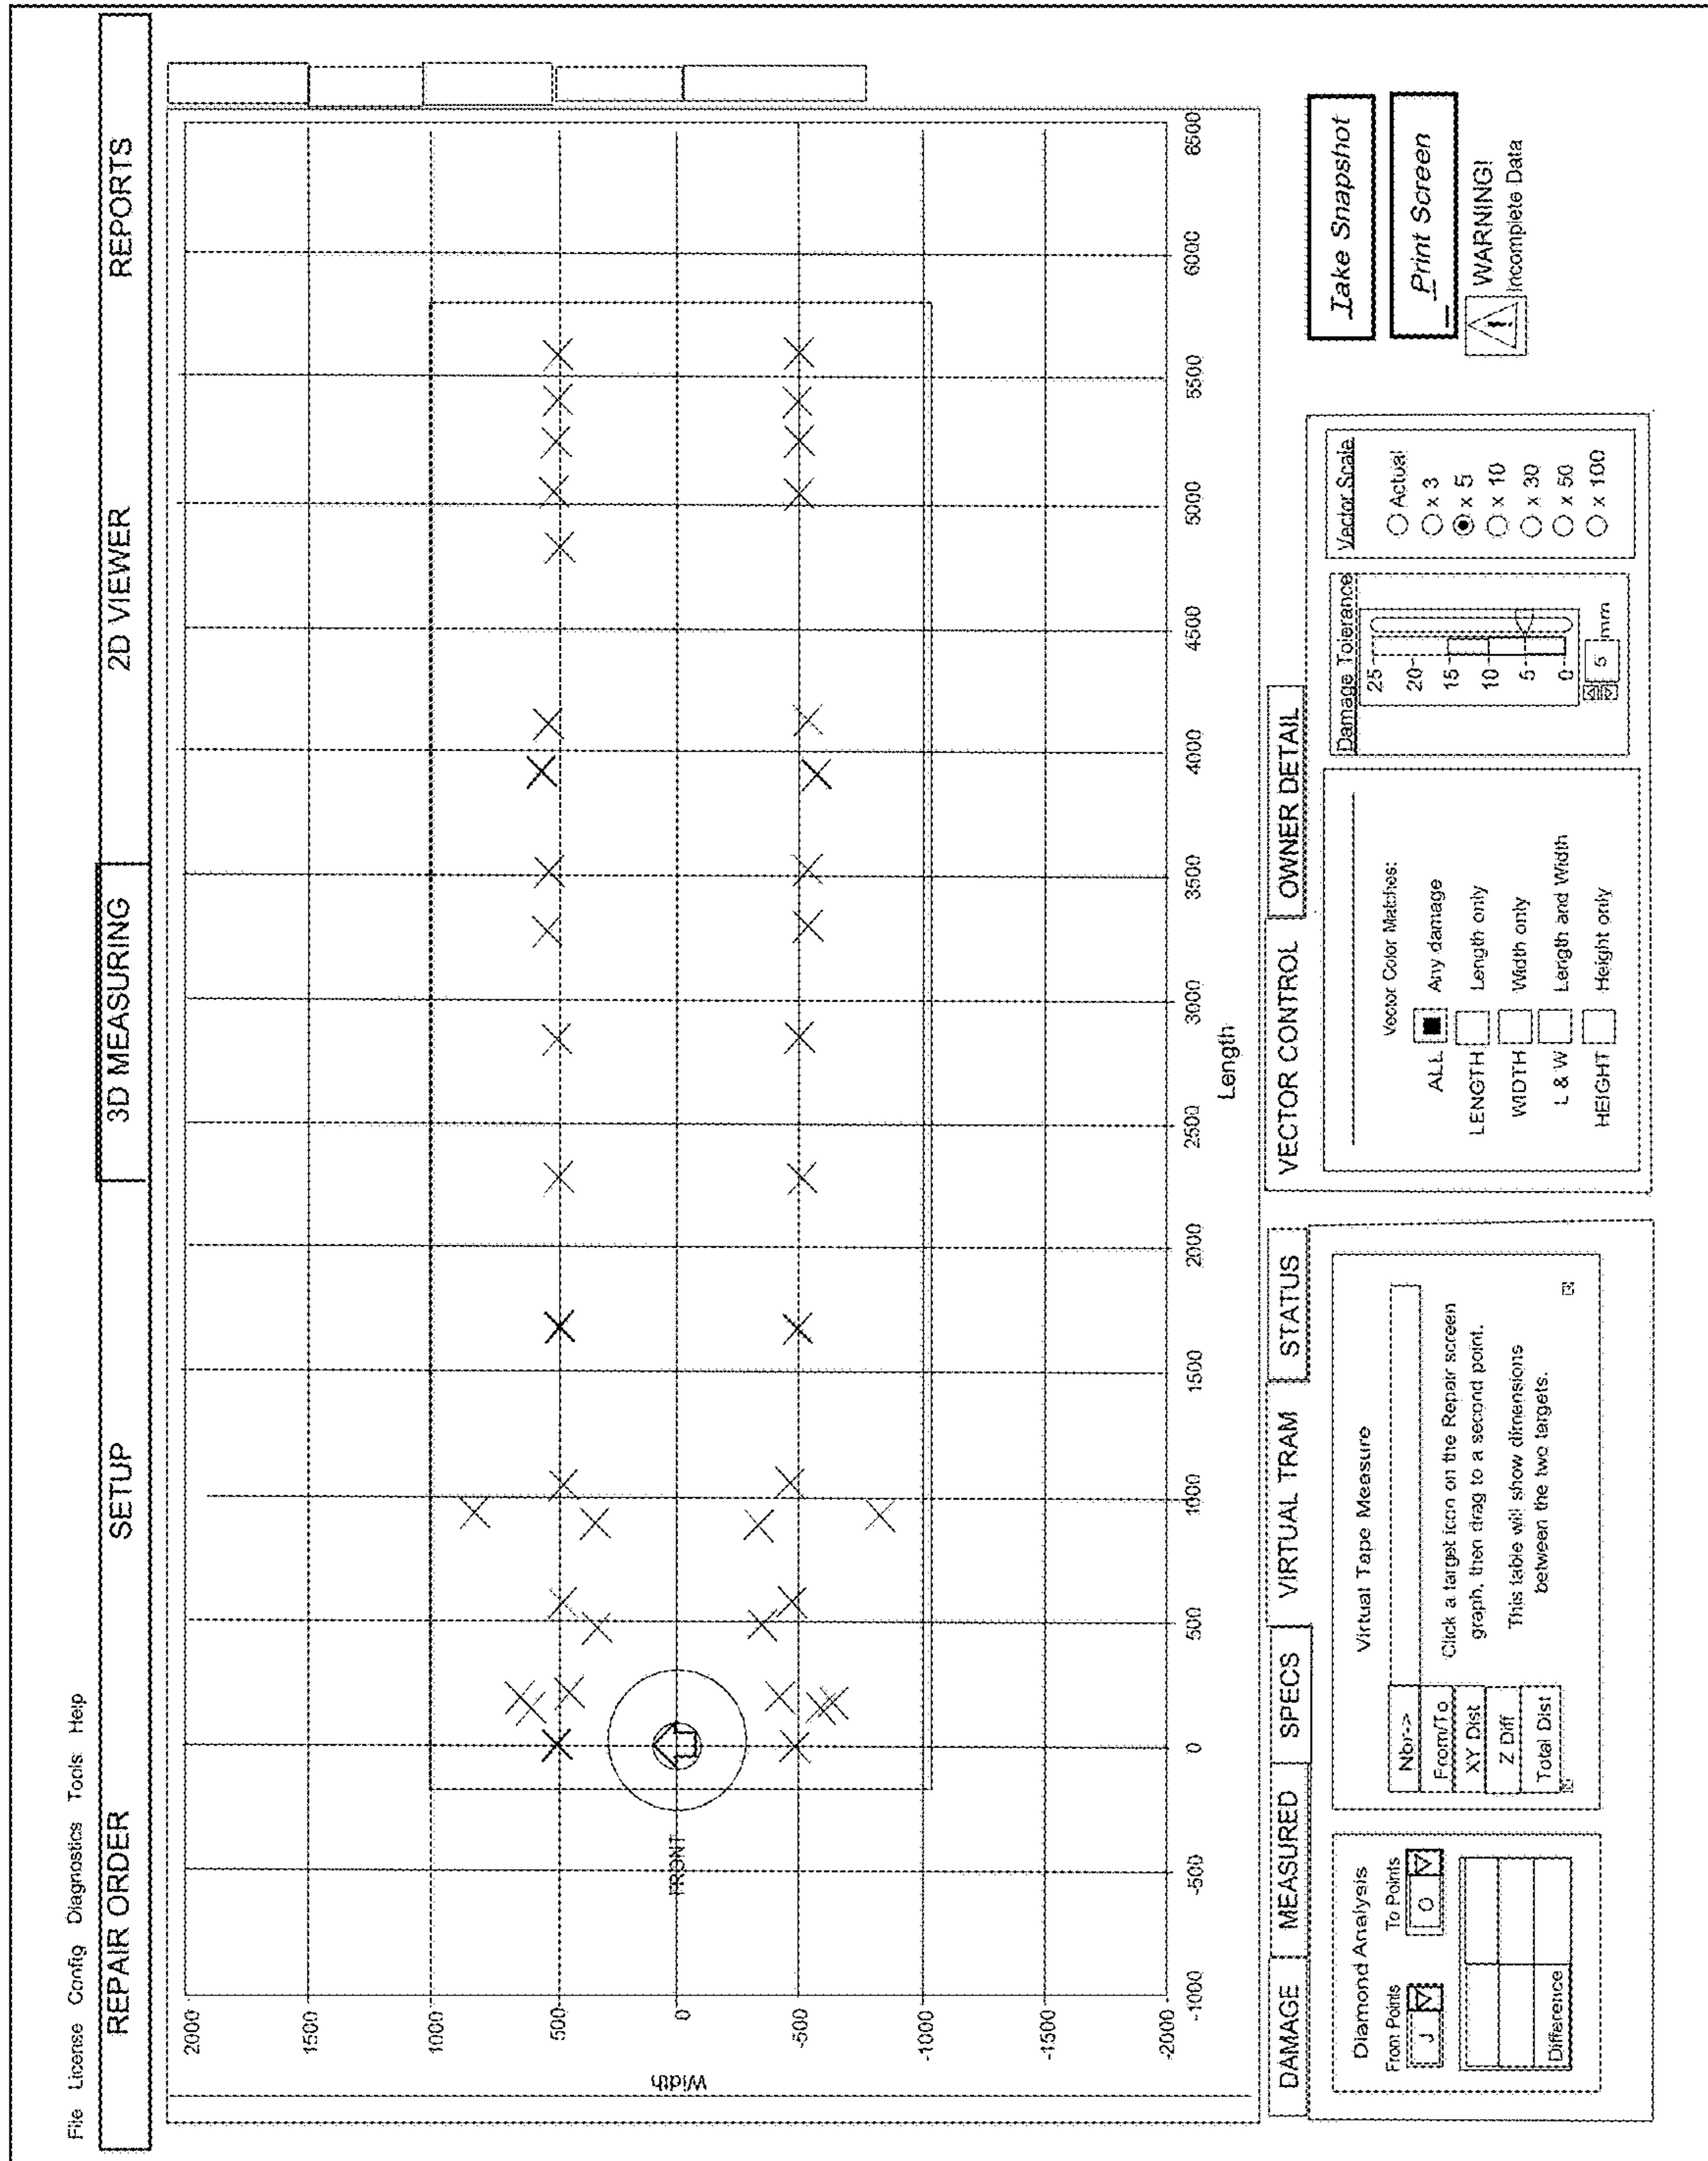 File License Config Diagnostics Tools Help
REPAIR ORDER SETUP 3D MEASURING 2D VIEWER REPORTS
2000
1500
1000
500
0
-500
-1000
-1500
-2000
Width
FRONT
-1000 -500 0 500 1000 1500 2000 2500 3000 3500 4000 4500 5000 5500 6000 6500
Length
DAMAGE MEASURED SPECS VIRTUAL TRAM STATUS
Diamond Analysis
From Points To Points
J O
Difference
Virtual Tape Measure
Nbr->
From/To
XY Dist
Z Diff
Total Dist
Click a target icon on the Repair screen
graph, then drag to a second point.
This table will show dimensions
between the two targets.
VECTOR CONTROL OWNER DETAIL
Vector Color Matches:
ALL Any damage
LENGTH Length only
WIDTH Width only
L & W Length and Width
HEIGHT Height only
Damage Tolerance
25
20
15
10
5
0
5 mm
Vector Scale
Actual
x 3
x 5
x 10
x 30
x 50
x 100
Take Snapshot
Print Screen
! WARNING!
Incomplete Data